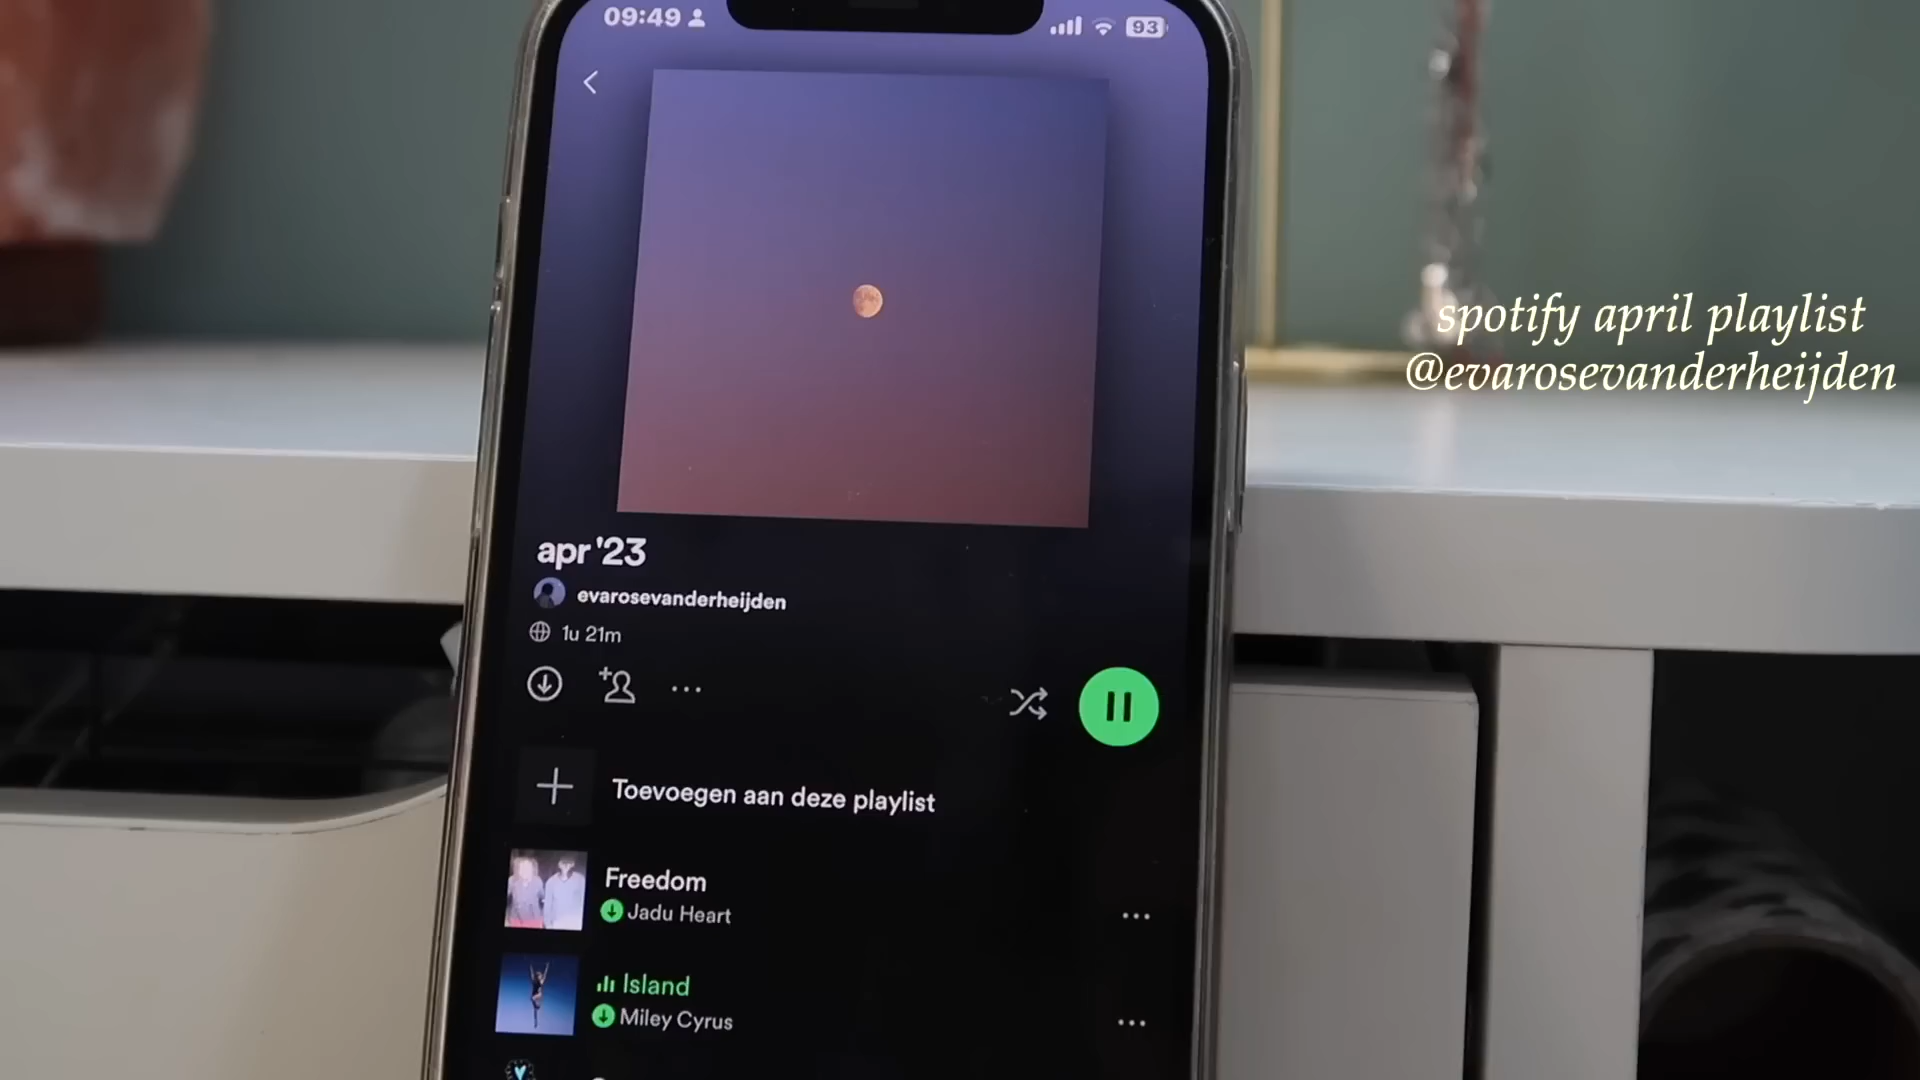 09:49
93
spotify april playlist
@evarosevanderheijden
apr '23
evarosevanderheijden
1u 21m
Toevoegen aan deze playlist
Freedom
Jadu Heart
Island
Miley Cyrus